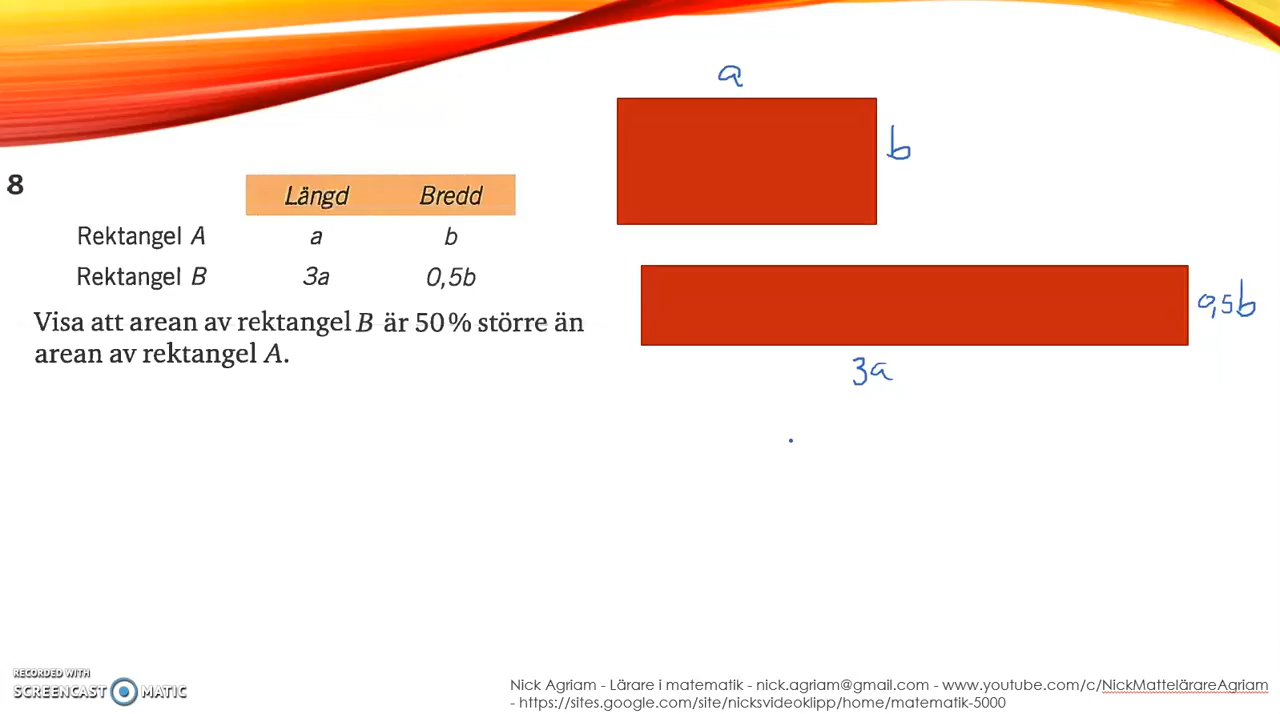 8
Längd Bredd
Rektangel A a b
Rektangel B 3a 0,5b
Visa att arean av rektangel B är 50 % större än
arean av rektangel A.
a
b
0,5b
3a
RECORDED WITH
SCREENCAST MATIC
Nick Agriam - Lärare i matematik - nick.agriam@gmail.com - www.youtube.com/c/NickMattelärareAgriam
- https://sites.google.com/site/nicksvideoklipp/home/matematik-5000